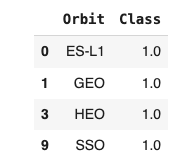 Orbit Class
0 ES-L1 1.0
1 GEO 1.0
3 HEO 1.0
9 SSO 1.0